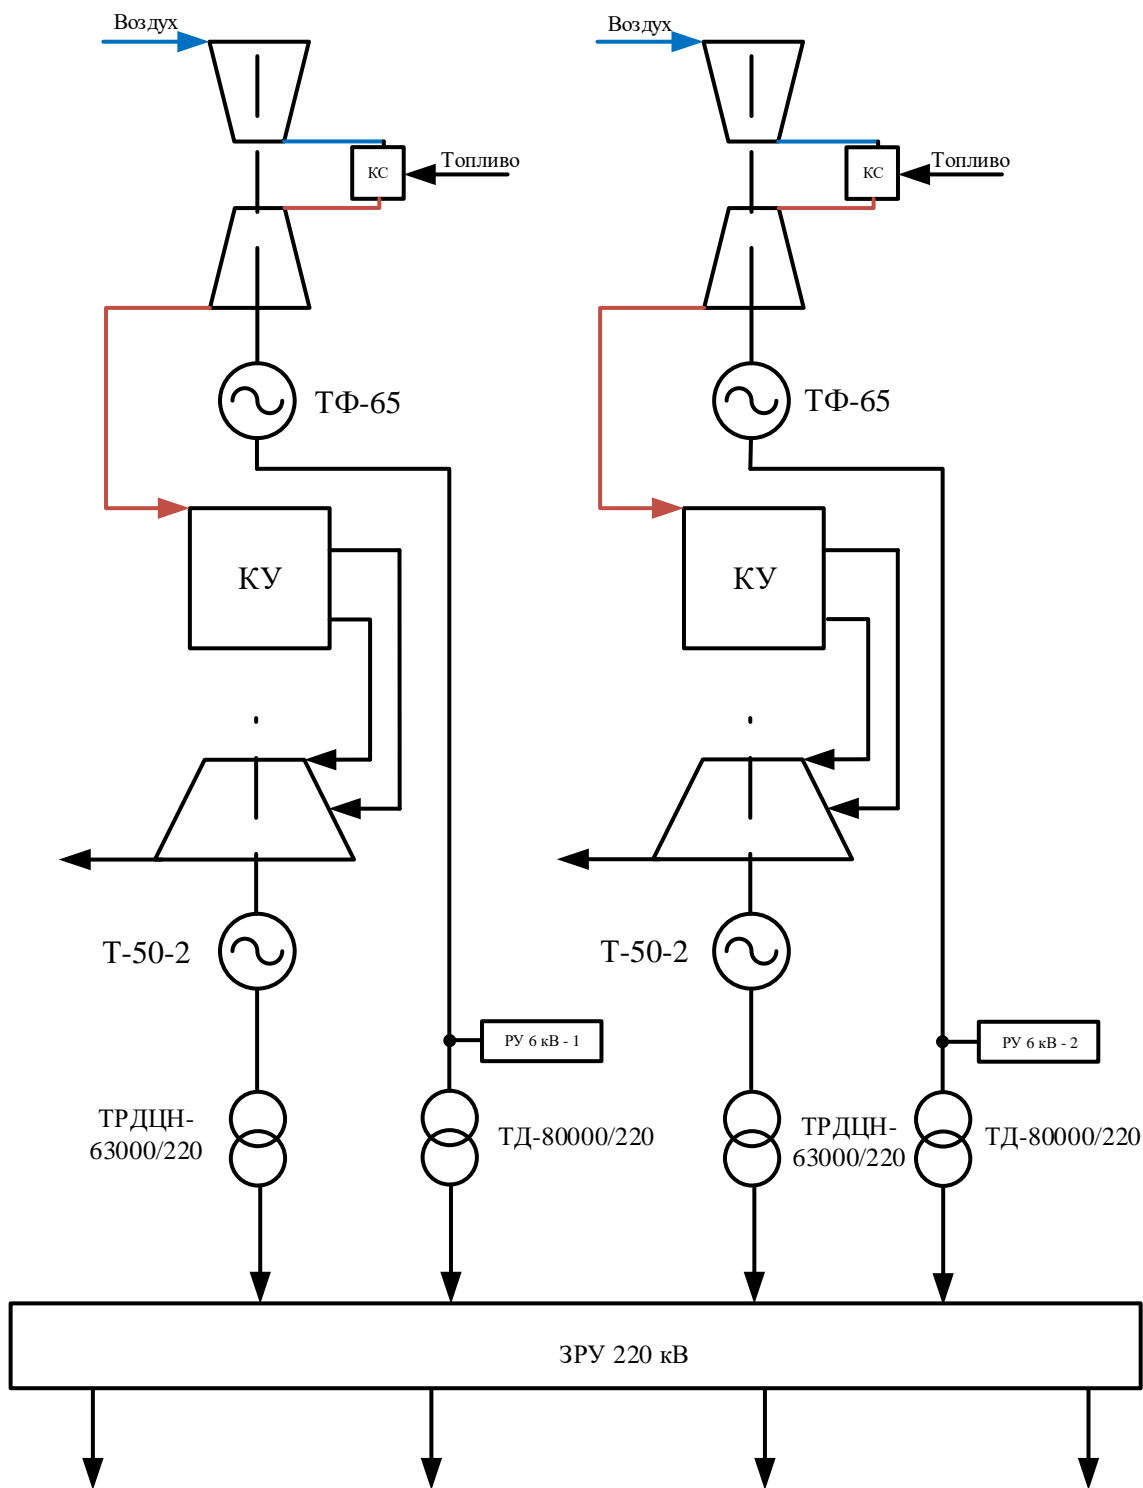 Воздух
Воздух
КС
Топливо
КС
Топливо
ТФ-65
ТФ-65
КУ
КУ
Т-50-2
Т-50-2
РУ 6 кВ - 1
РУ 6 кВ - 2
ТРДЦН-
63000/220
ТД-80000/220
ТРДЦН-
63000/220
ТД-80000/220
ЗРУ 220 кВ